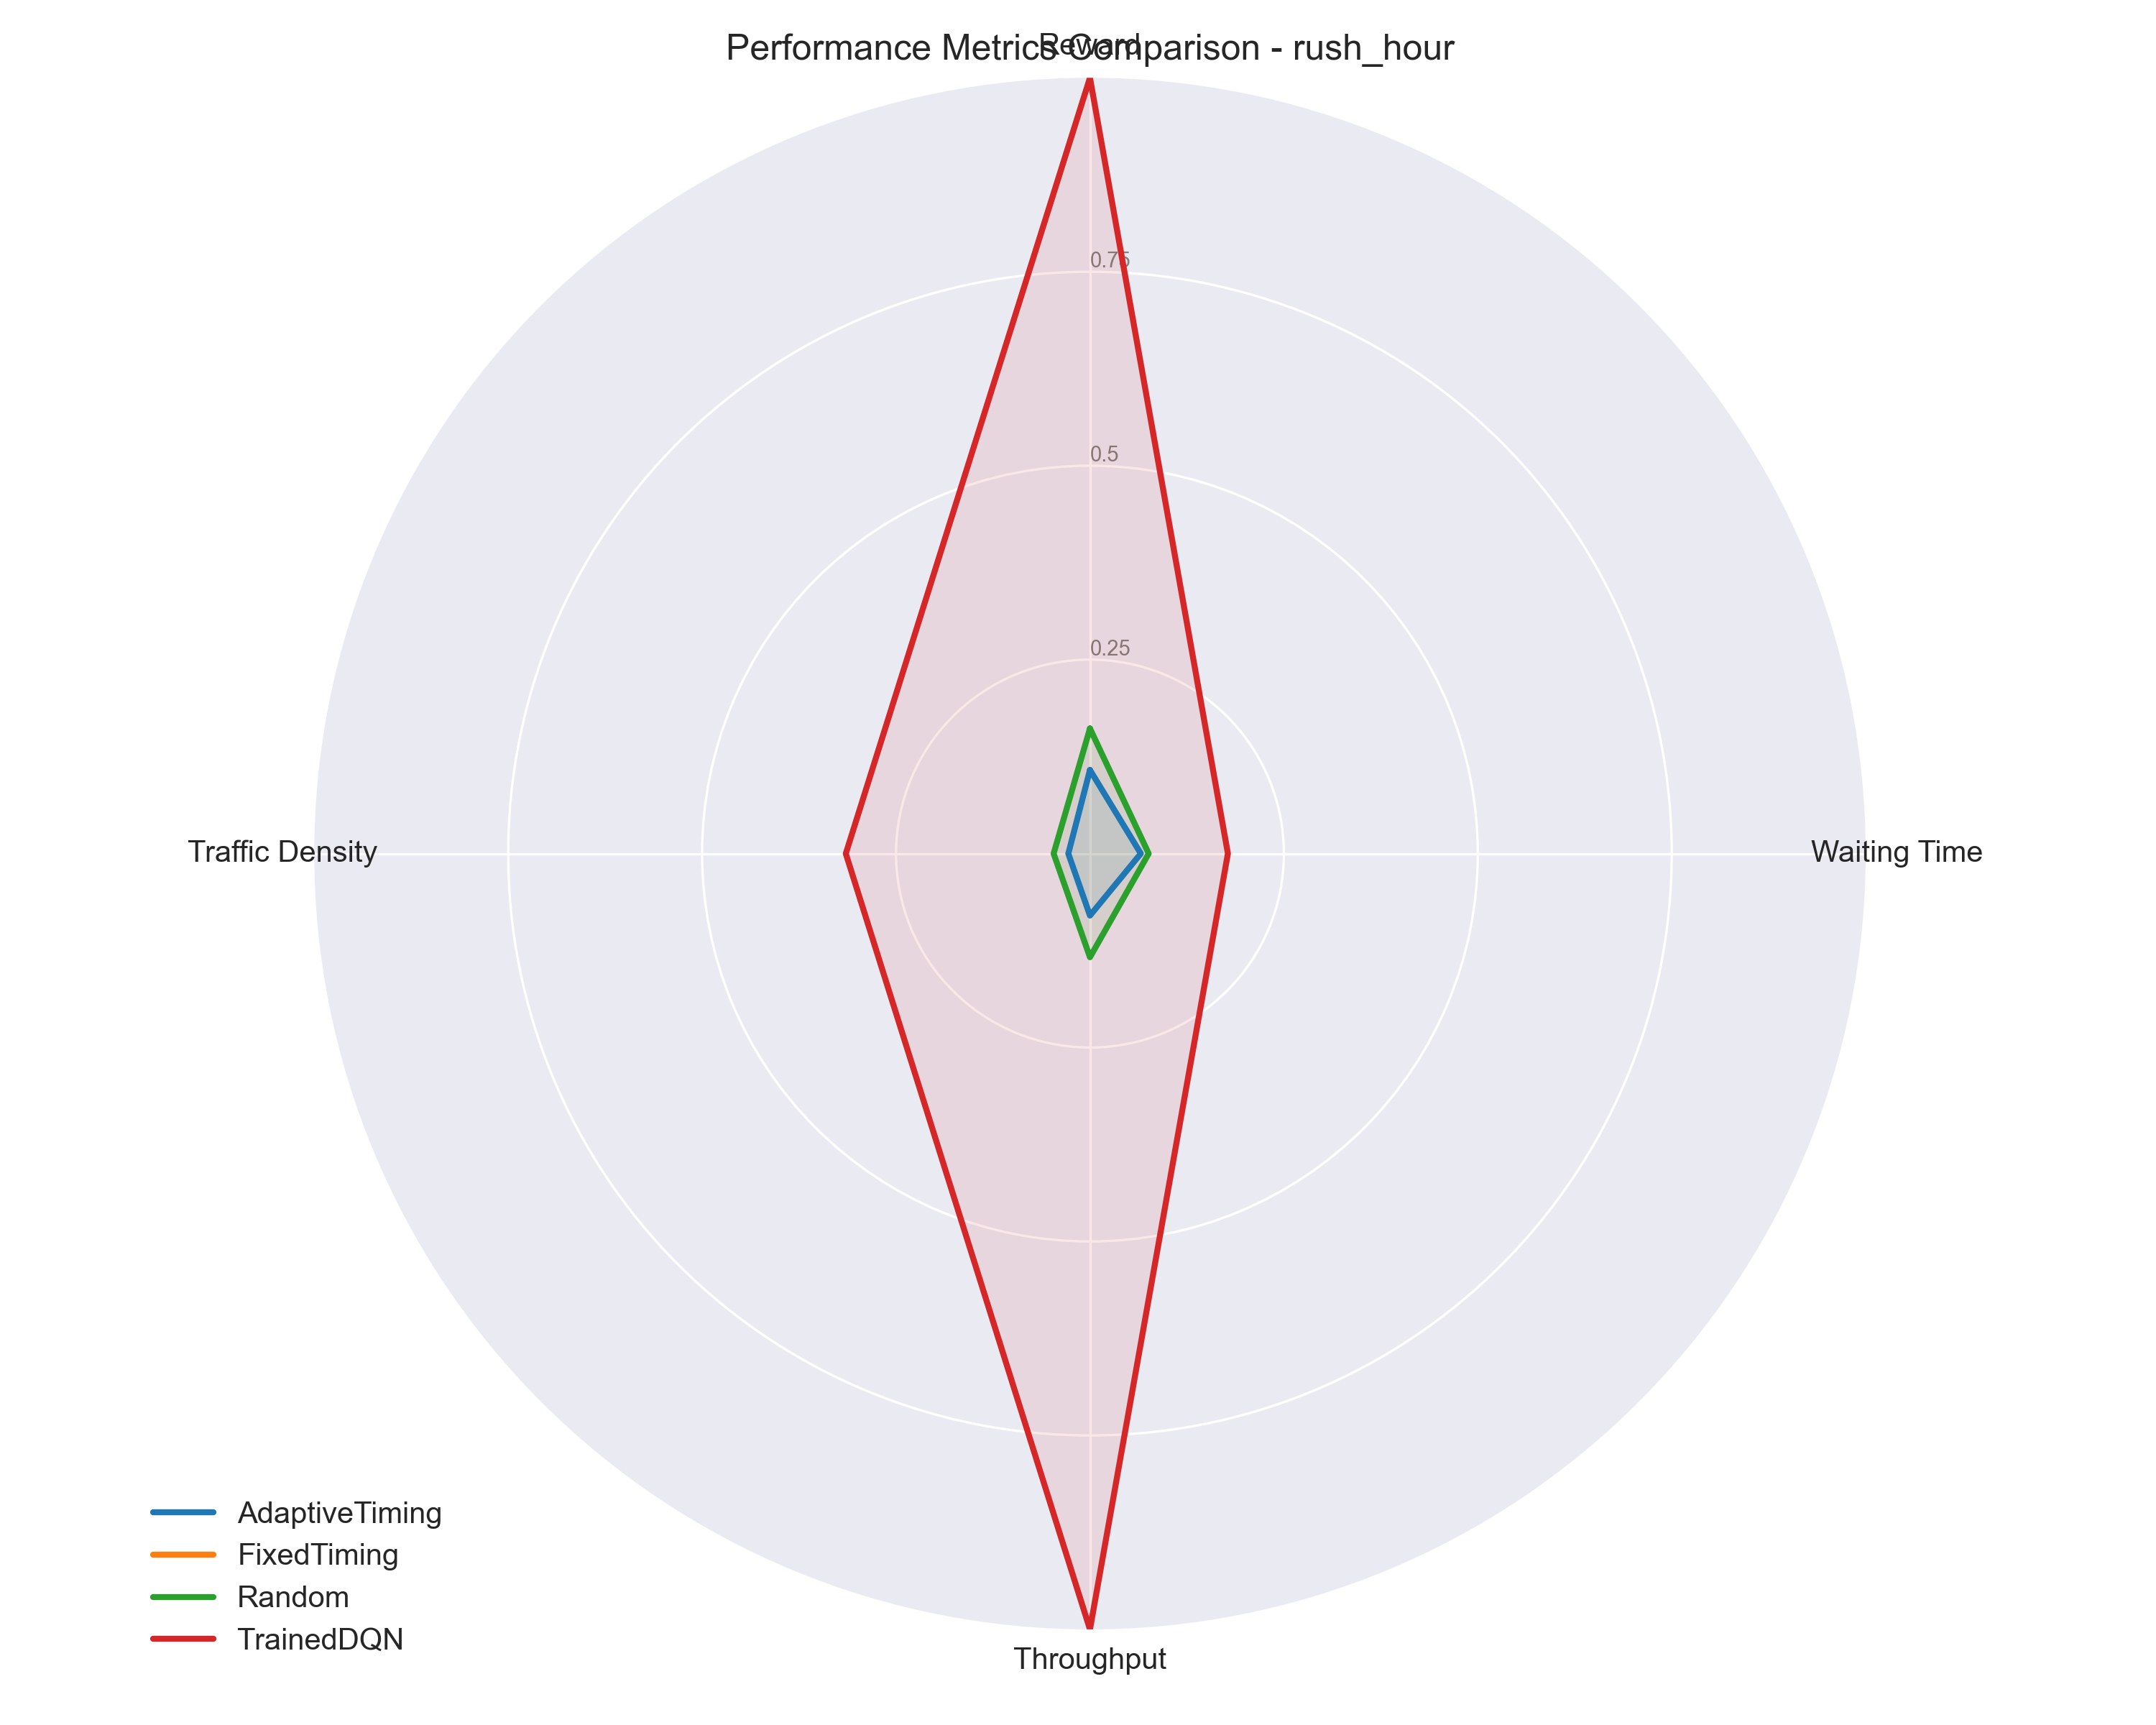 Performance Metrics Comparison - rush_hour
Reward
0.75
0.5
0.25
Traffic Density
Waiting Time
Throughput
AdaptiveTiming
FixedTiming
Random
TrainedDQN